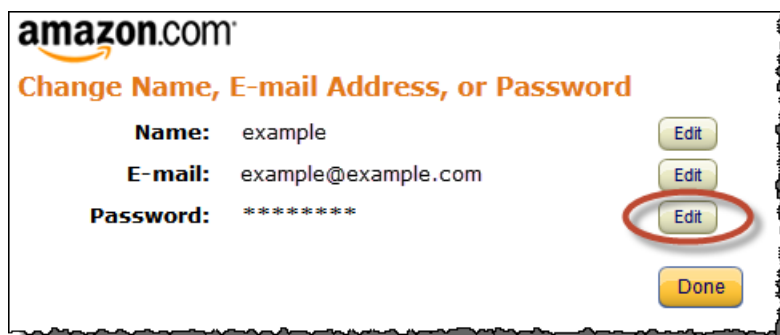 amazon.com
Change Name, E-mail Address, or Password
Name: example Edit
E-mail: example@example.com Edit
Password: ******** Edit
Done